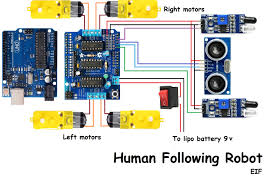 Right motors
To lipo battery 9v
Left motors
Human Following Robot
EIF